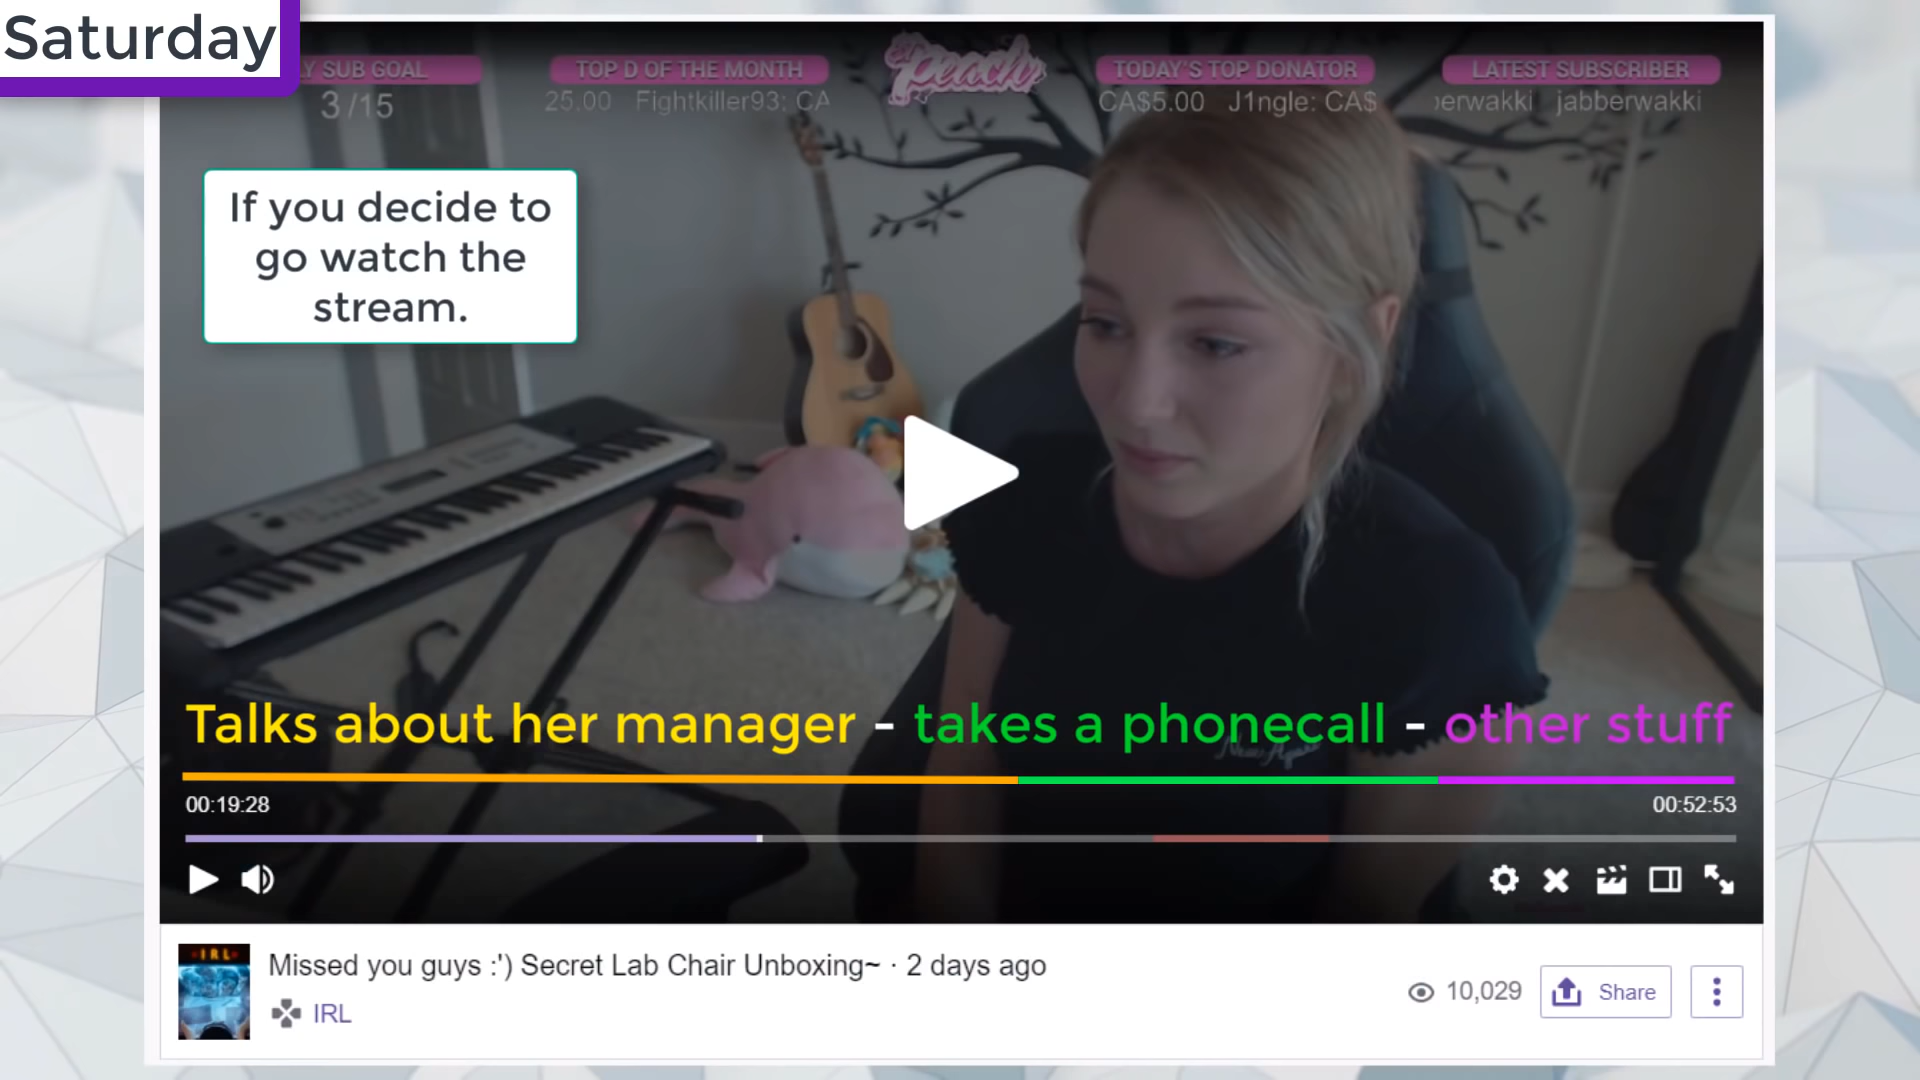 Saturday
Y SUB GOAL
3 /15
TOP D OF THE MONTH
25.00 Fightkiller93: CA
Peach
TODAY'S TOP DONATOR
CA$5.00 J1ngle: CA$
LATEST SUBSCRIBER
erwakki jabberwakki
If you decide to
go watch the
stream.
Talks about her manager - takes a phonecall - other stuff
00:19:28
00:52:53
Missed you guys :') Secret Lab Chair Unboxing~ · 2 days ago
IRL
IRL
10,029
Share